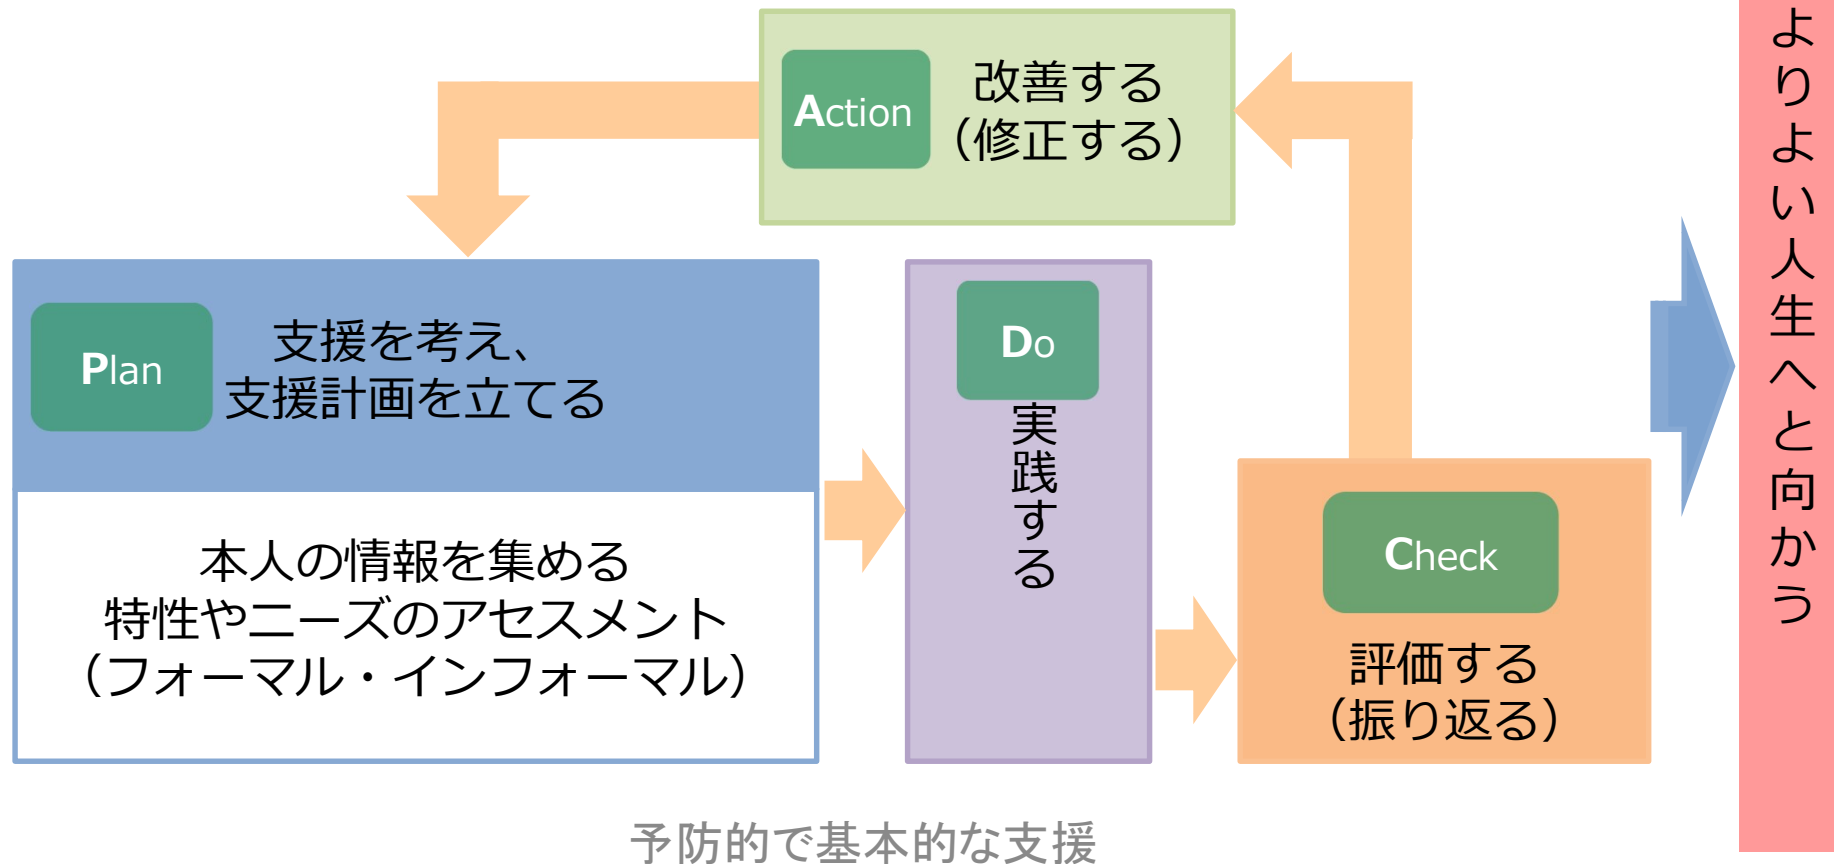 Action
改善する
（修正する）
Plan
支援を考え、
支援計画を立てる
本人の情報を集める
特性やニーズのアセスメント
（フォーマル・インフォーマル）
Do
実践する
Check
評価する
（振り返る）
よりよい人生へと向かう
予防的で基本的な支援